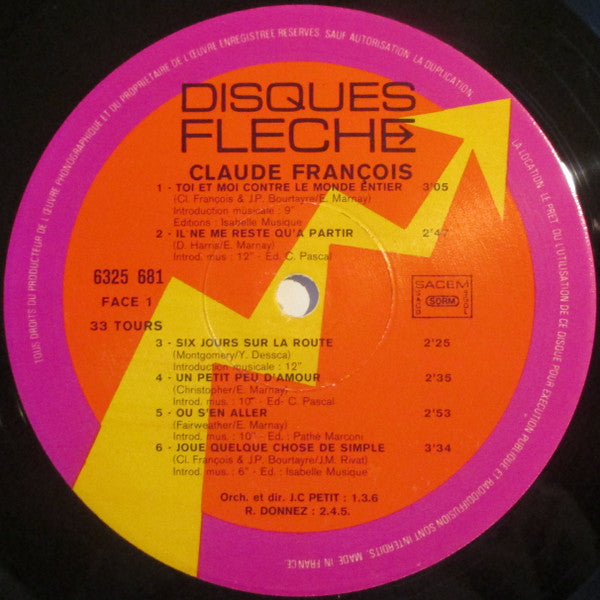 TOUS DROITS DU PRODUCTEUR DE L'ŒUVRE PHONOGRAPHIQUE ET DU PROPRIETAIRE DE L'ŒUVRE ENREGISTREE RESERVES SAUF AUTORISATION LA DUPLICATION,
LA LOCATION, LE PRET OU L'UTILISATION DE CE DISQUE POUR EXECUTION PUBLIQUE ET RADIODIFFUSION SONT INTERDITS. MADE IN FRANCE
DISQUES
FLECHE
CLAUDE FRANÇOIS
1 - TOI ET MOI CONTRE LE MONDE ENTIER 3'05
(Cl. François & J.P. Bourtayre/E. Marnay)
Introduction musicale : 9"
Editions : Isabelle Musique
2 - IL NE ME RESTE QU'A PARTIR 2'47
(D. Harris/E. Marnay)
Introd. mus : 12" - Ed. C. Pascal
6325 681
FACE 1
SACEM
SDRM
33 TOURS
3 - SIX JOURS SUR LA ROUTE 2'25
(Montgomery/Y. Dessca)
Introduction musicale : 12"
4 - UN PETIT PEU D'AMOUR 2'35
(Christopher/E. Marnay)
Introd. mus. : 10" - Ed- C. Pascal
5 - OU S'EN ALLER 2'53
(Fairweather/E. Marnay)
Introd. mus. : 10" - Ed. : Pathé Marconi
6 - JOUE QUELQUE CHOSE DE SIMPLE 3'34
(Cl. François & J.P. Bourtayre/J.M. Rivat)
Introd. mus. : 6" - Ed. : Isabelle Musique
Orch. et dir. J.C PETIT : 1.3.6
R. DONNEZ : 2.4.5.